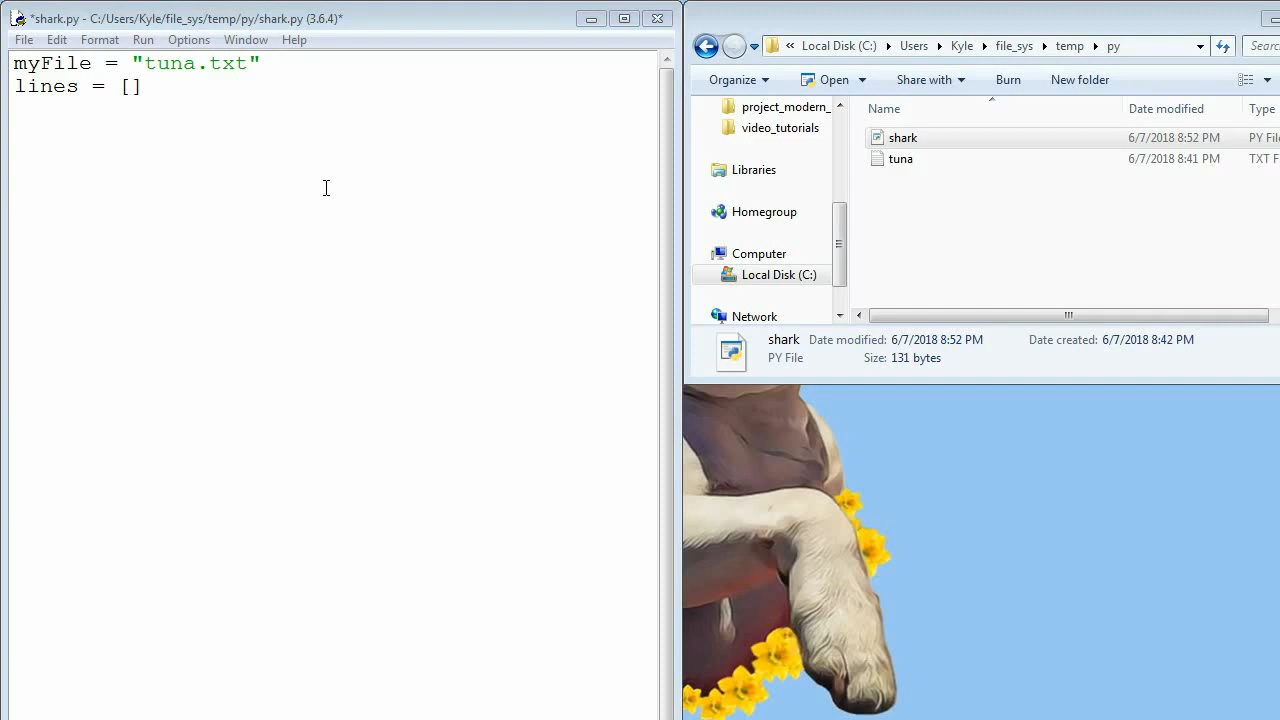 *shark.py - C:/Users/Kyle/file_sys/temp/py/shark.py (3.6.4)*
File Edit Format Run Options Window Help
myFile = "tuna.txt"
lines = []
« Local Disk (C:) Users Kyle file_sys temp py Searc
Organize Open Share with Burn New folder
project_modern_
video_tutorials
Libraries
Homegroup
Computer
Local Disk (C:)
Network
Name Date modified Type
shark 6/7/2018 8:52 PM PY File
tuna 6/7/2018 8:41 PM TXT F
shark Date modified: 6/7/2018 8:52 PM Date created: 6/7/2018 8:42 PM
PY File Size: 131 bytes